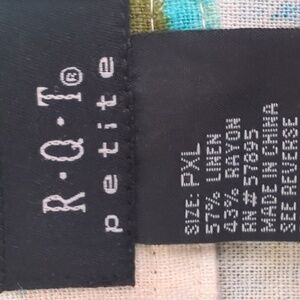 R·Q·T®
petite
SIZE: PXL
57% LINEN
43% RAYON
RN# 57895
MADE IN CHINA
SEE REVERSE